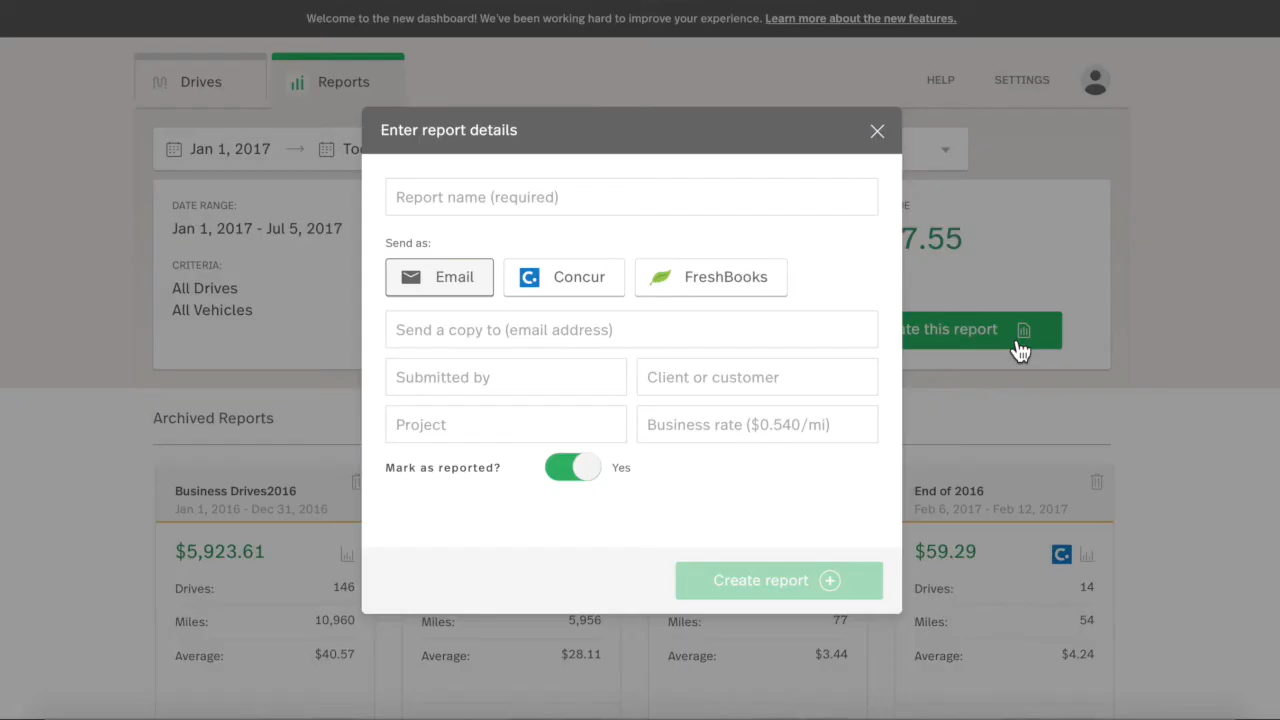 Welcome to the new dashboard! We've been working hard to improve your experience. Learn more about the new features.
Drives
Reports
HELP
SETTINGS
Jan 1, 2017
DATE RANGE:
Jan 1, 2017 - Jul 5, 2017
CRITERIA:
All Drives
All Vehicles
7.55
this report
Enter report details
Report name (required)
Send as:
Email
Concur
FreshBooks
Send a copy to (email address)
Submitted by
Client or customer
Project
Business rate ($0.540/mi)
Mark as reported?
Yes
Create report
Archived Reports
Business Drives2016
Jan 1, 2016 - Dec 31, 2016
$5,923.61
Drives: 146
Miles: 10,960
Average: $40.57
Miles: 5,956
Average: $28.11
Miles: 77
Average: $3.44
End of 2016
Feb 6, 2017 - Feb 12, 2017
$59.29
Drives: 14
Miles: 54
Average: $4.24